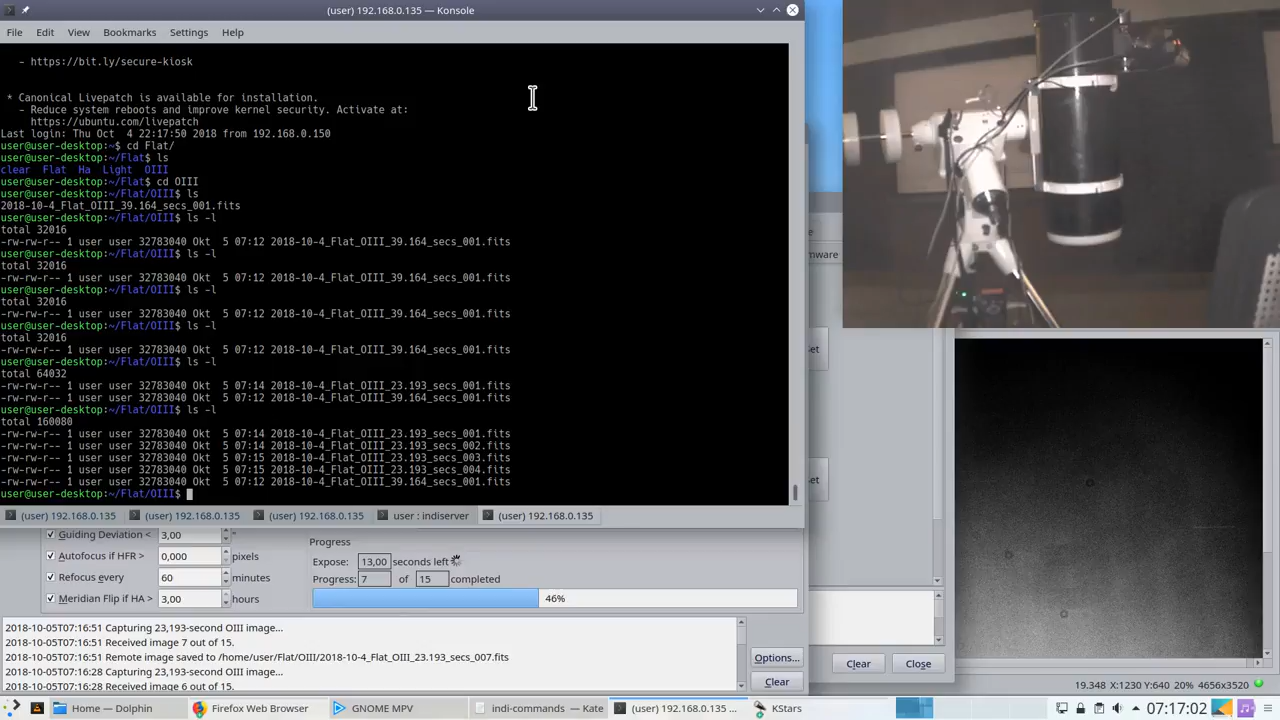 (user) 192.168.0.135 — Konsole
File Edit View Bookmarks Settings Help
- https://bit.ly/secure-kiosk
* Canonical Livepatch is available for installation.
- Reduce system reboots and improve kernel security. Activate at:
https://ubuntu.com/livepatch
Last login: Thu Oct  4 22:17:50 2018 from 192.168.0.150
user@user-desktop:~$ cd Flat/
user@user-desktop:~/Flat$ ls
clear  Flat  Ha  Light  OIII
user@user-desktop:~/Flat$ cd OIII
user@user-desktop:~/Flat/OIII$ ls
2018-10-4_Flat_OIII_39.164_secs_001.fits
user@user-desktop:~/Flat/OIII$ ls -l
total 32016
-rw-rw-r-- 1 user user 32783040 Okt  5 07:12 2018-10-4_Flat_OIII_39.164_secs_001.fits
user@user-desktop:~/Flat/OIII$ ls -l
total 32016
-rw-rw-r-- 1 user user 32783040 Okt  5 07:12 2018-10-4_Flat_OIII_39.164_secs_001.fits
user@user-desktop:~/Flat/OIII$ ls -l
total 32016
-rw-rw-r-- 1 user user 32783040 Okt  5 07:12 2018-10-4_Flat_OIII_39.164_secs_001.fits
user@user-desktop:~/Flat/OIII$ ls -l
total 32016
-rw-rw-r-- 1 user user 32783040 Okt  5 07:12 2018-10-4_Flat_OIII_39.164_secs_001.fits
user@user-desktop:~/Flat/OIII$ ls -l
total 64032
-rw-rw-r-- 1 user user 32783040 Okt  5 07:14 2018-10-4_Flat_OIII_23.193_secs_001.fits
-rw-rw-r-- 1 user user 32783040 Okt  5 07:12 2018-10-4_Flat_OIII_39.164_secs_001.fits
user@user-desktop:~/Flat/OIII$ ls -l
total 160080
-rw-rw-r-- 1 user user 32783040 Okt  5 07:14 2018-10-4_Flat_OIII_23.193_secs_001.fits
-rw-rw-r-- 1 user user 32783040 Okt  5 07:14 2018-10-4_Flat_OIII_23.193_secs_002.fits
-rw-rw-r-- 1 user user 32783040 Okt  5 07:15 2018-10-4_Flat_OIII_23.193_secs_003.fits
-rw-rw-r-- 1 user user 32783040 Okt  5 07:15 2018-10-4_Flat_OIII_23.193_secs_004.fits
-rw-rw-r-- 1 user user 32783040 Okt  5 07:12 2018-10-4_Flat_OIII_39.164_secs_001.fits
user@user-desktop:~/Flat/OIII$
(user) 192.168.0.135 (user) 192.168.0.135 (user) 192.168.0.135 user : indiserver (user) 192.168.0.135
Guiding Deviation < 3,00 "
Autofocus if HFR > 0,000 pixels
Refocus every 60 minutes
Meridian Flip if HA > 3,00 hours
Progress
Expose: 13,00 seconds left
Progress: 7 of 15 completed
46%
2018-10-05T07:16:51 Capturing 23,193-second OIII image...
2018-10-05T07:16:51 Received image 7 out of 15.
2018-10-05T07:16:51 Remote image saved to /home/user/Flat/OIII/2018-10-4_Flat_OIII_23.193_secs_007.fits
2018-10-05T07:16:28 Capturing 23,193-second OIII image...
2018-10-05T07:16:28 Received image 6 out of 15.
Options...
Clear
Clear Close
19.348 X:1230 Y:640 20% 4656x3520
Home — Dolphin Firefox Web Browser GNOME MPV indi-com... — Kate (user) 192.168.0.135 ... KStars 07:17:02